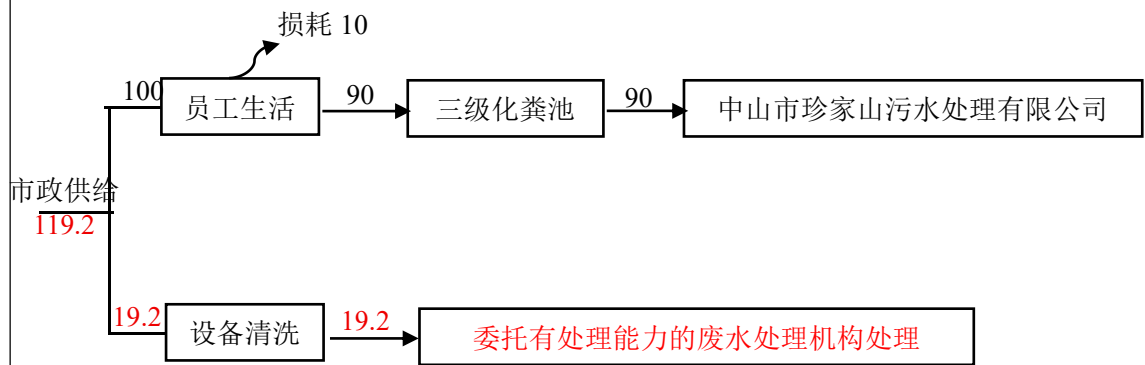 损耗 10
100
员工生活
90
三级化粪池
90
中山市珍家山污水处理有限公司
市政供给
119.2
19.2
设备清洗
19.2
委托有处理能力的废水处理机构处理